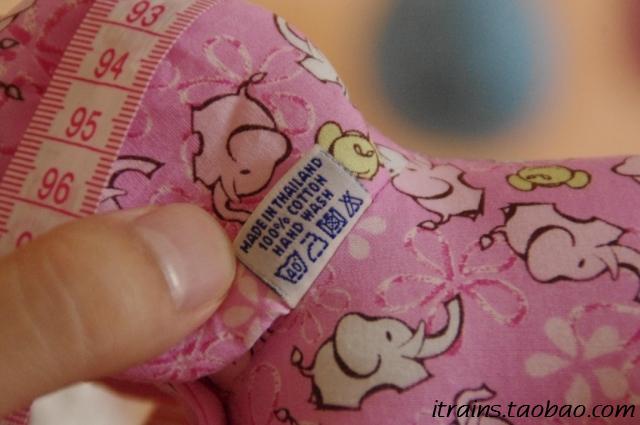 93
94
95
96
MADE IN THAILAND
100% COTTON
HAND WASH
40
itrains.taobao.com